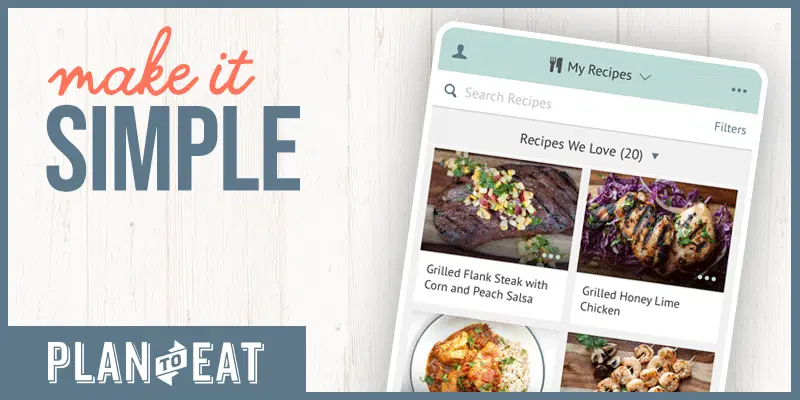 make it
SIMPLE
My Recipes
Search Recipes
Filters
Recipes We Love (20)
Grilled Flank Steak with
Corn and Peach Salsa
Grilled Honey Lime
Chicken
PLAN TO EAT